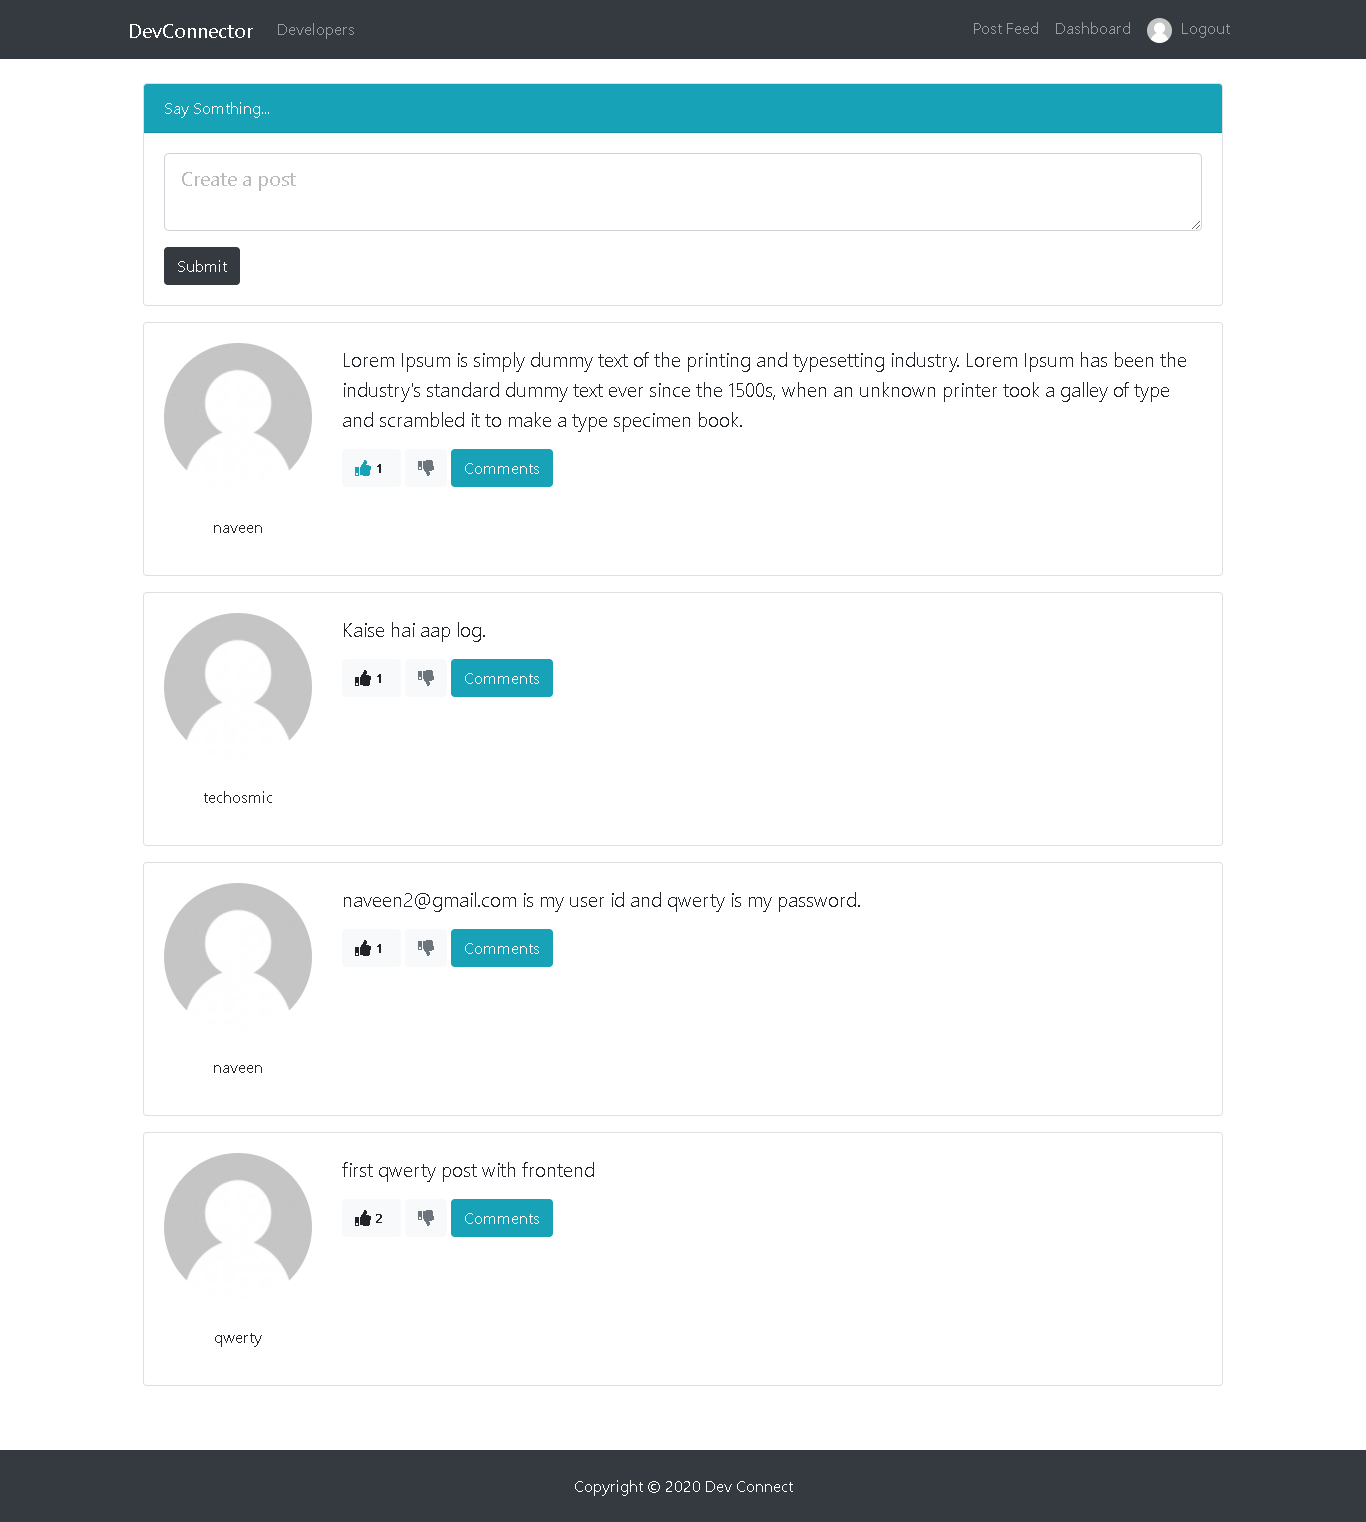 DevConnector Developers Post Feed Dashboard Logout
Say Somthing...
Create a post
Submit
Lorem Ipsum is simply dummy text of the printing and typesetting industry. Lorem Ipsum has been the
industry's standard dummy text ever since the 1500s, when an unknown printer took a galley of type
and scrambled it to make a type specimen book.
1 Comments
naveen
Kaise hai aap log.
1 Comments
techosmic
naveen2@gmail.com is my user id and qwerty is my password.
1 Comments
naveen
first qwerty post with frontend
2 Comments
qwerty
Copyright © 2020 Dev Connect